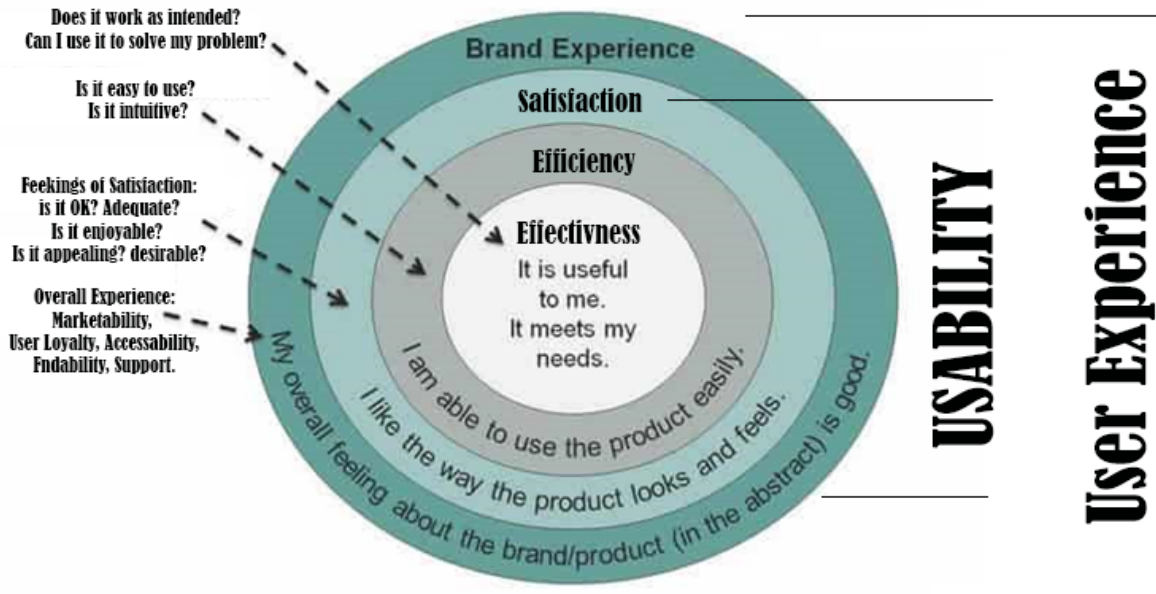 Does it work as intended?
Can I use it to solve my problem?
Is it easy to use?
Is it intuitive?
Feekings of Satisfaction:
is it OK? Adequate?
Is it enjoyable?
Is it appealing? desirable?
Overall Experience:
Marketability,
User Loyalty, Accessability,
Fndability, Support.
Brand Experience
Satisfaction
Efficiency
Effectivness
It is useful
to me.
It meets my
needs.
I am able to use the product easily.
I like the way the product looks and feels.
My overall feeling about the brand/product (in the abstract) is good.
USABILITY
User Experience